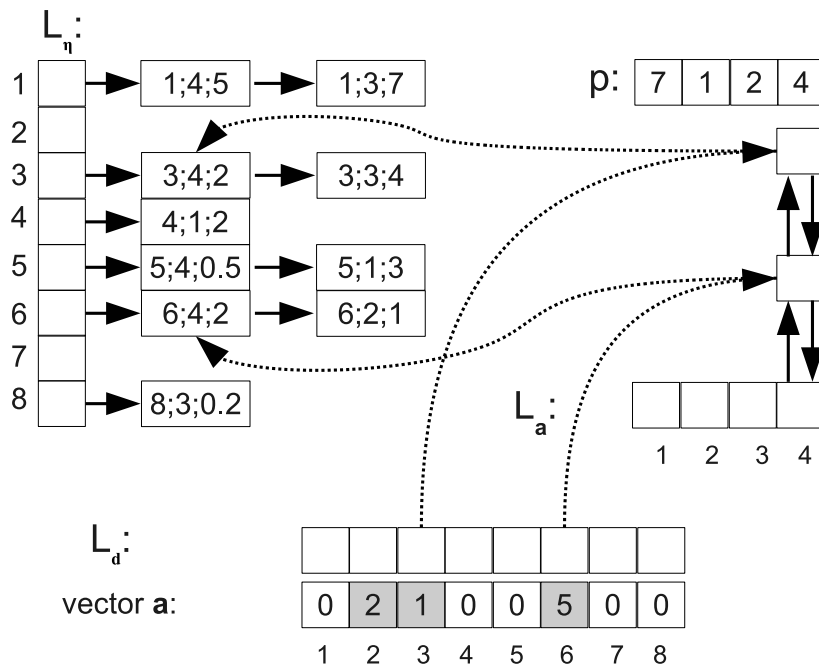 Lη:
1 1;4;5 1;3;7 p: 7 1 2 4
2
3 3;4;2 3;3;4
4 4;1;2
5 5;4;0.5 5;1;3
6 6;4;2 6;2;1
7
8 8;3;0.2 La:
1 2 3 4
Ld:
vector a: 0 2 1 0 0 5 0 0
1 2 3 4 5 6 7 8